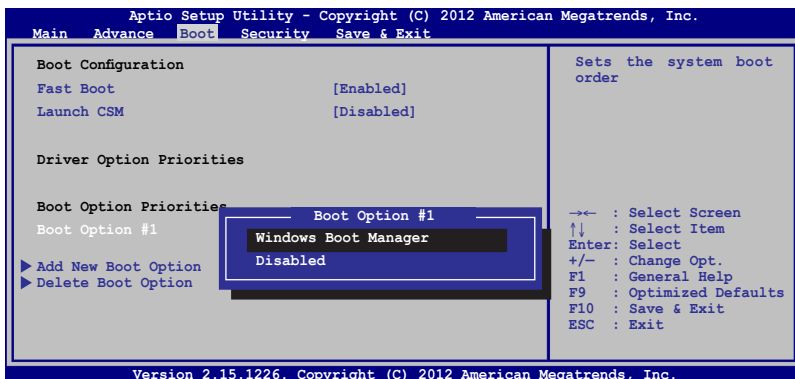 Aptio Setup Utility - Copyright (C) 2012 American Megatrends, Inc.
Main Advance Boot Security Save & Exit
Boot Configuration
Fast Boot [Enabled]
Launch CSM [Disabled]
Driver Option Priorities
Boot Option Priorities
Boot Option #1
Add New Boot Option
Delete Boot Option
Boot Option #1
Windows Boot Manager
Disabled
Sets the system boot
order
→← : Select Screen
↑↓ : Select Item
Enter: Select
+/— : Change Opt.
F1 : General Help
F9 : Optimized Defaults
F10 : Save & Exit
ESC : Exit
Version 2.15.1226. Copyright (C) 2012 American Megatrends, Inc.